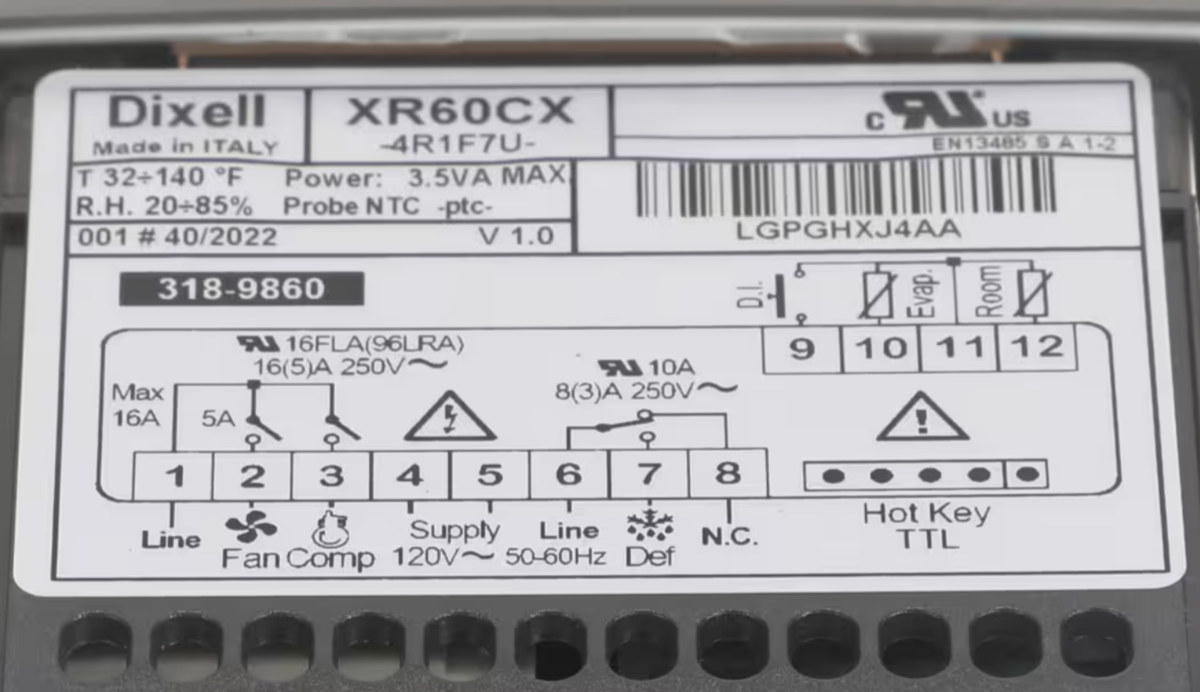 Dixell
Made in ITALY
XR60CX
-4R1F7U-
C RU US
EN13485 S A 1-2
T 32÷140 °F Power: 3.5VA MAX
R.H. 20÷85% Probe NTC -ptc-
001 # 40/2022 V 1.0
LGPGHXJ4AA
318-9860
D.I. Evap. Room
9 10 11 12
RU 16FLA(96LRA)
16(5)A 250V~
RU 10A
8(3)A 250V~
Max
16A
5A
!
1 2 3 4 5 6 7 8
Line Fan Comp Supply
120V~ Line
50-60Hz Def N.C.
Hot Key
TTL